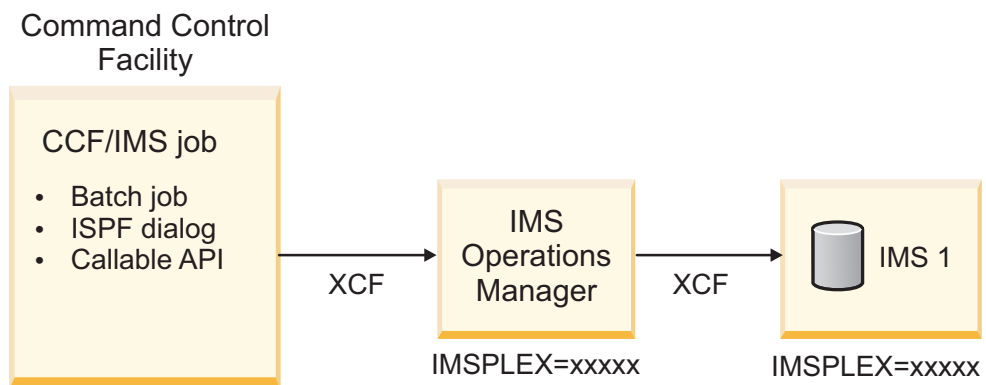 Command Control
Facility
CCF/IMS job
• Batch job
• ISPF dialog
• Callable API
XCF
IMS
Operations
Manager
IMSPLEX=xxxxx
XCF
IMS 1
IMSPLEX=xxxxx